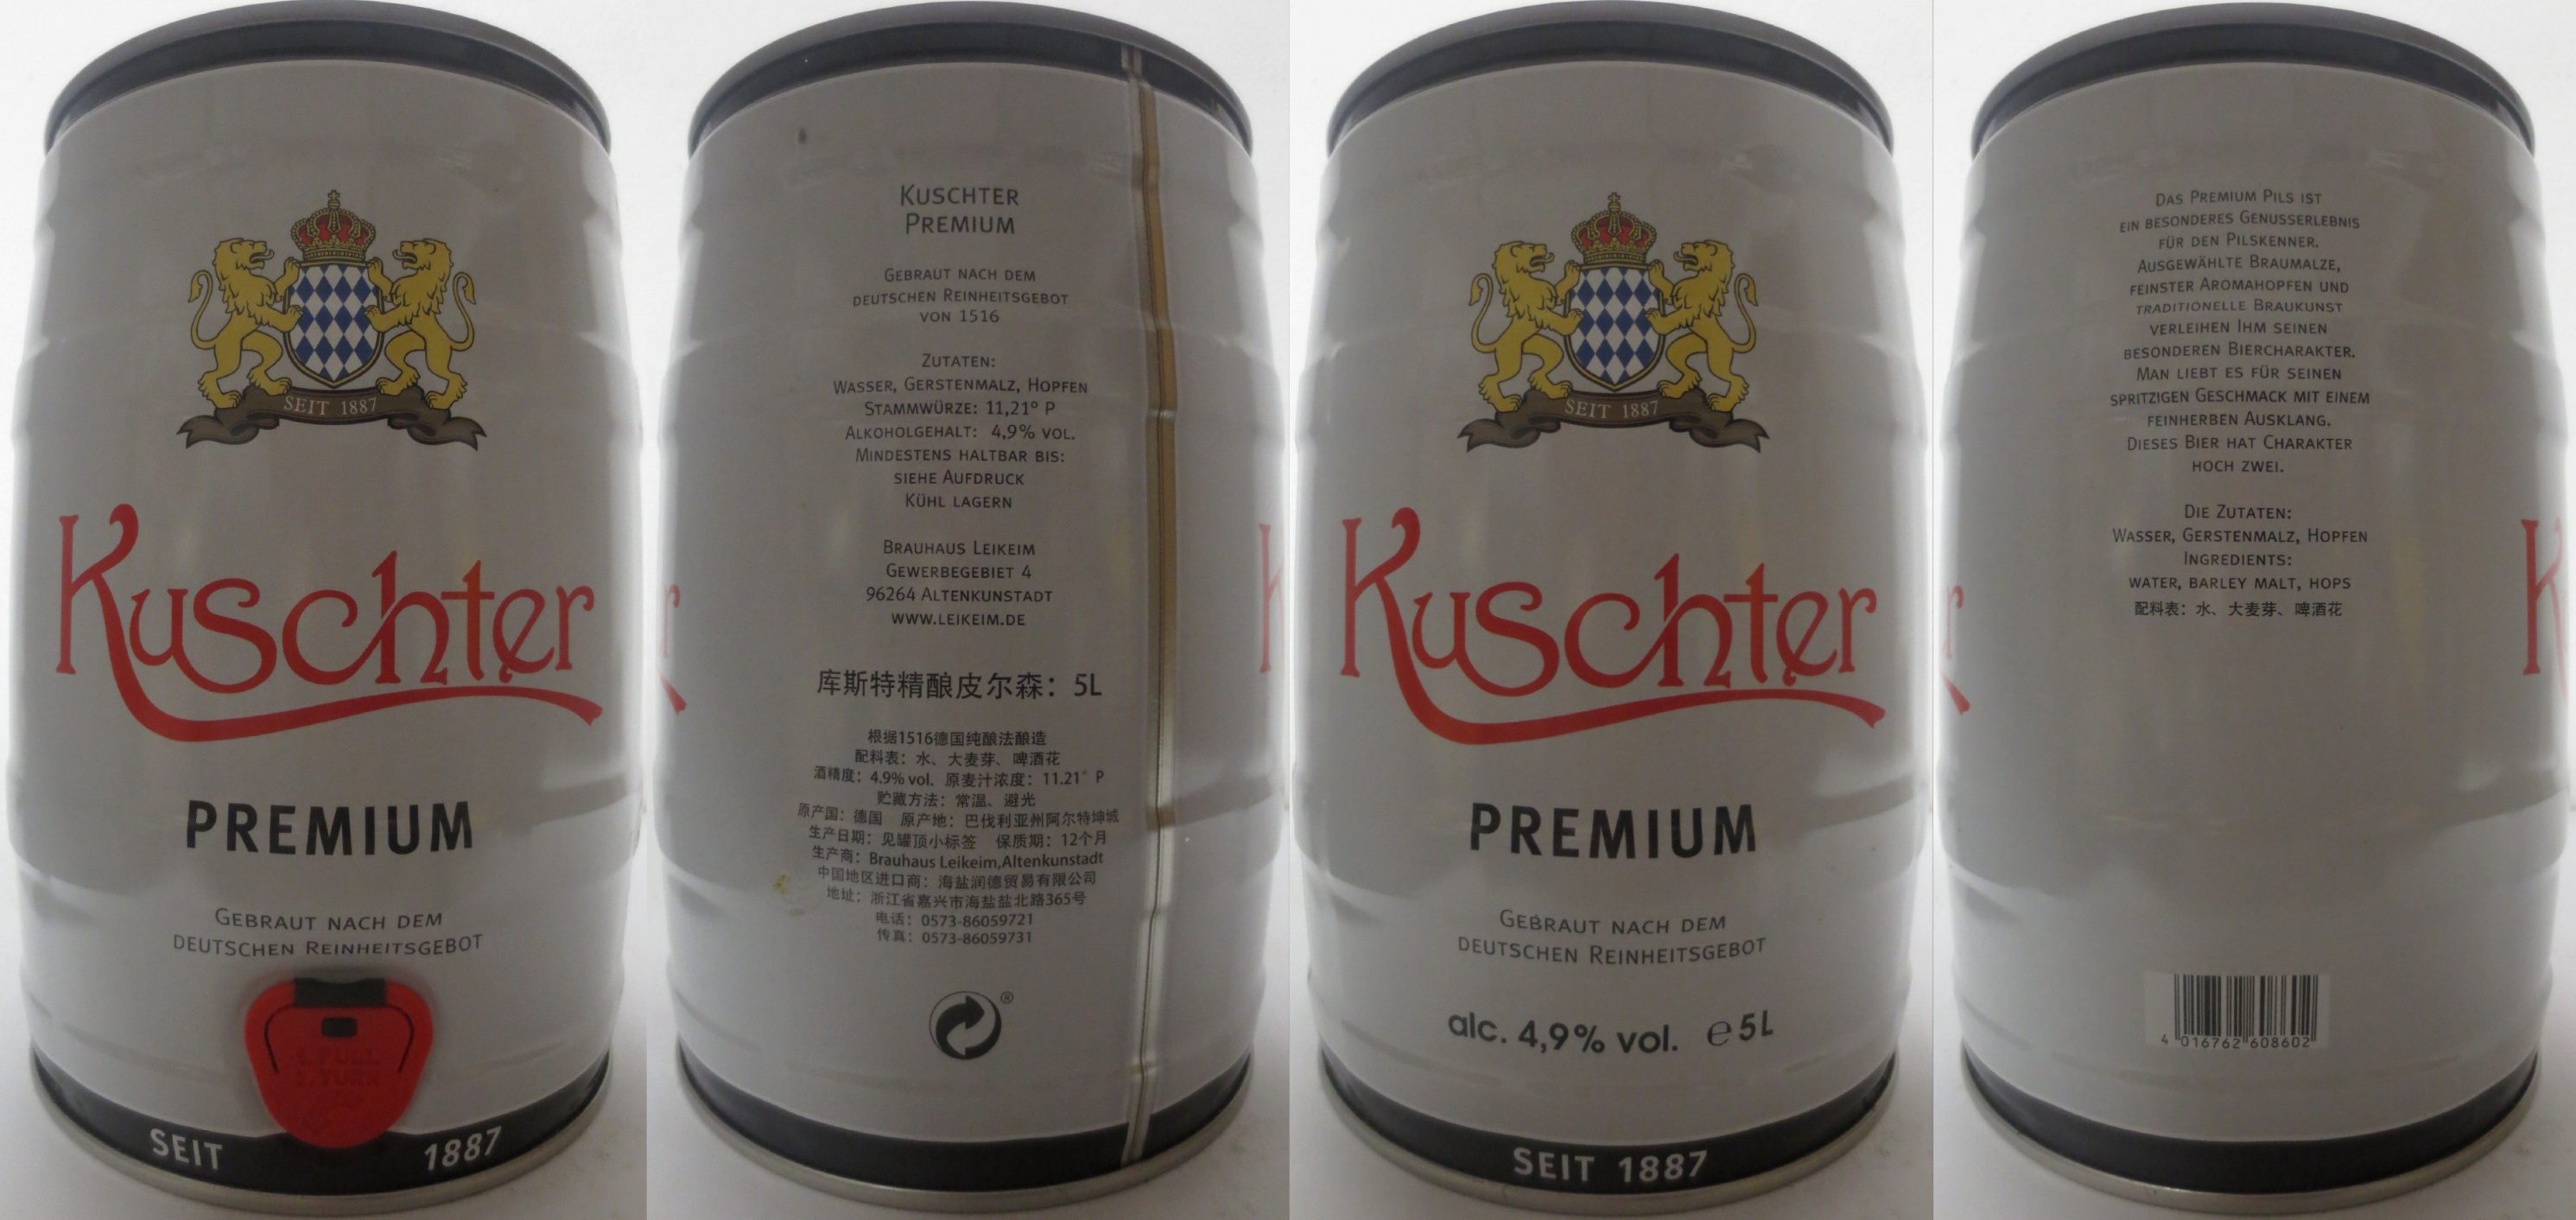 SEIT 1887
Kuschter
PREMIUM
GEBRAUT NACH DEM
DEUTSCHEN REINHEITSGEBOT
1. PULL
2. TURN
SEIT 1887
KUSCHTER
PREMIUM
GEBRAUT NACH DEM
DEUTSCHEN REINHEITSGEBOT
VON 1516
ZUTATEN:
WASSER, GERSTENMALZ, HOPFEN
STAMMWÜRZE: 11,21° P
ALKOHOLGEHALT: 4,9% VOL.
MINDESTENS HALTBAR BIS:
SIEHE AUFDRUCK
KÜHL LAGERN
BRAUHAUS LEIKEIM
GEWERBEGEBIET 4
96264 ALTENKUNSTADT
WWW.LEIKEIM.DE
库斯特精酿皮尔森：5L
根据1516德国纯酿法酿造
配料表：水、大麦芽、啤酒花
酒精度：4.9% vol. 原麦汁浓度：11.21° P
贮藏方法：常温、避光
原产国：德国 原产地：巴伐利亚州阿尔特坤城
生产日期：见罐顶小标签 保质期：12个月
生产商：Brauhaus Leikeim,Altenkunstadt
中国地区进口商：海盐润德贸易有限公司
地址：浙江省嘉兴市海盐盐北路365号
电话：0573-86059721
传真：0573-86059731
®
SEIT 1887
Kuschter
PREMIUM
GEBRAUT NACH DEM
DEUTSCHEN REINHEITSGEBOT
alc. 4,9% vol. ℮ 5L
SEIT 1887
DAS PREMIUM PILS IST
EIN BESONDERES GENUSSERLEBNIS
FÜR DEN PILSKENNER.
AUSGEWÄHLTE BRAUMALZE,
FEINSTER AROMAHOPFEN UND
TRADITIONELLE BRAUKUNST
VERLEIHEN IHM SEINEN
BESONDEREN BIERCHARAKTER.
MAN LIEBT ES FÜR SEINEN
SPRITZIGEN GESCHMACK MIT EINEM
FEINHERBEN AUSKLANG.
DIESES BIER HAT CHARAKTER
HOCH ZWEI.
DIE ZUTATEN:
WASSER, GERSTENMALZ, HOPFEN
INGREDIENTS:
WATER, BARLEY MALT, HOPS
配料表：水、大麦芽、啤酒花
4 016762 608602